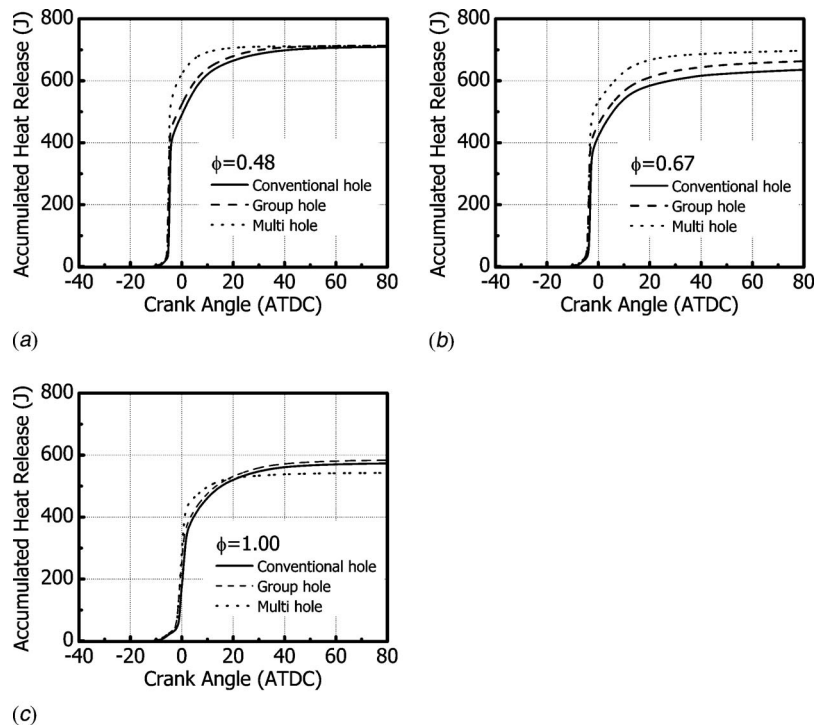 800
600
400
200
0
Accumulated Heat Release (J)
ϕ=0.48
Conventional hole
Group hole
Multi hole
-40 -20 0 20 40 60 80
Crank Angle (ATDC)
(a)
800
600
400
200
0
Accumulated Heat Release (J)
ϕ=0.67
Conventional hole
Group hole
Multi hole
-40 -20 0 20 40 60 80
Crank Angle (ATDC)
(b)
800
600
400
200
0
Accumulated Heat Release (J)
ϕ=1.00
Conventional hole
Group hole
Multi hole
-40 -20 0 20 40 60 80
Crank Angle (ATDC)
(c)